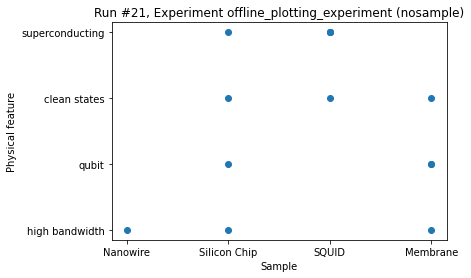 Run #21, Experiment offline_plotting_experiment (nosample)
superconducting
clean states
qubit
high bandwidth
Physical feature
Nanowire
Silicon Chip
SQUID
Membrane
Sample